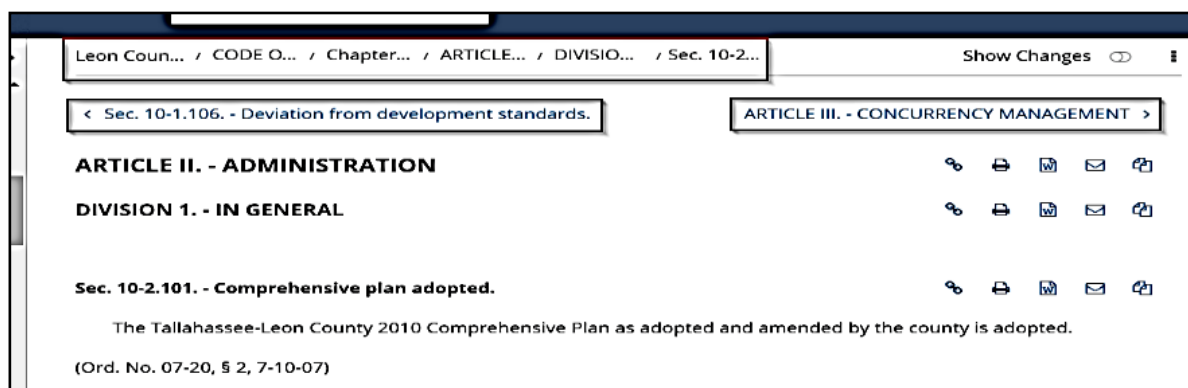 Leon Coun... / CODE O... / Chapter... / ARTICLE... / DIVISIO... / Sec. 10-2... Show Changes
< Sec. 10-1.106. - Deviation from development standards. ARTICLE III. - CONCURRENCY MANAGEMENT >
ARTICLE II. - ADMINISTRATION
DIVISION 1. - IN GENERAL
Sec. 10-2.101. - Comprehensive plan adopted.
The Tallahassee-Leon County 2010 Comprehensive Plan as adopted and amended by the county is adopted.
(Ord. No. 07-20, § 2, 7-10-07)